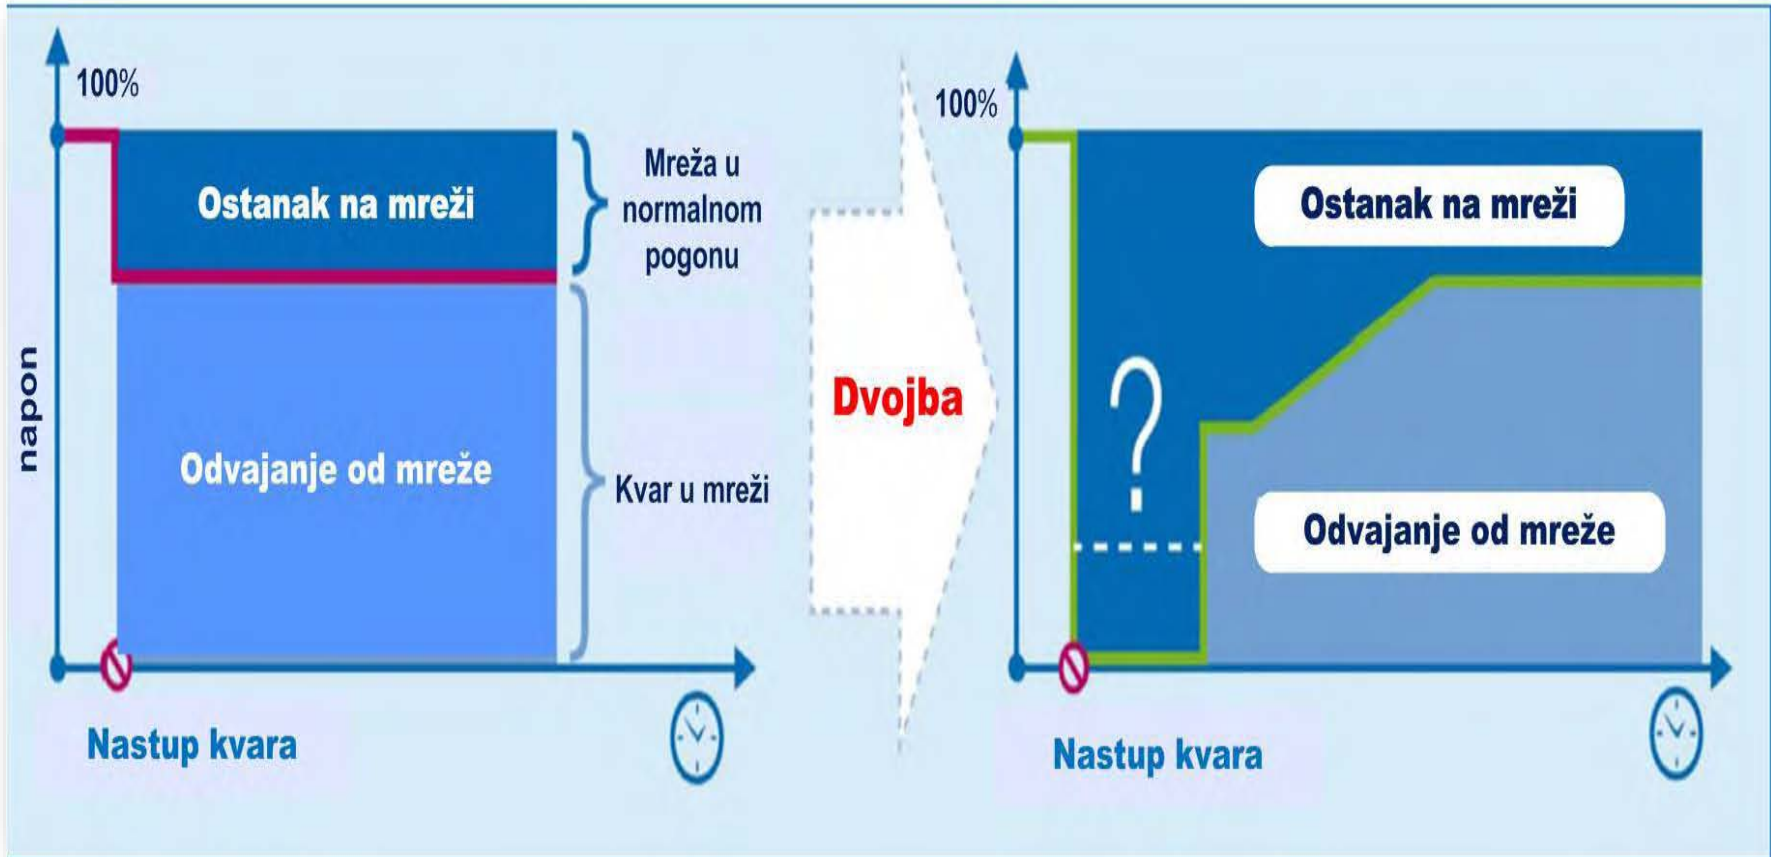 100%
Ostanak na mreži
Mreža u
normalnom
pogonu
napon
Odvajanje od mreže
Kvar u mreži
Nastup kvara
Dvojba
100%
Ostanak na mreži
?
Odvajanje od mreže
Nastup kvara